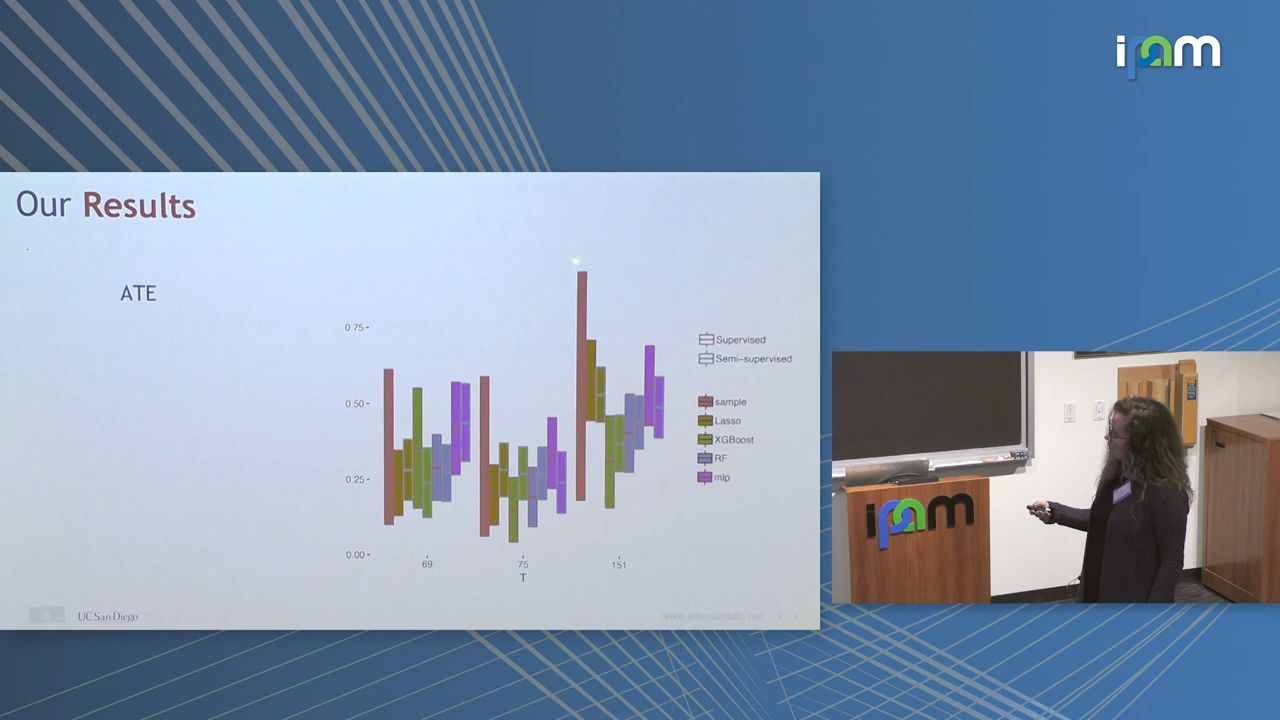 ipam
Our Results
ATE
0.75
0.50
0.25
0.00
69
75
151
T
Supervised
Semi-supervised
sample
Lasso
XGBoost
RF
mlp
UC San Diego
ipam